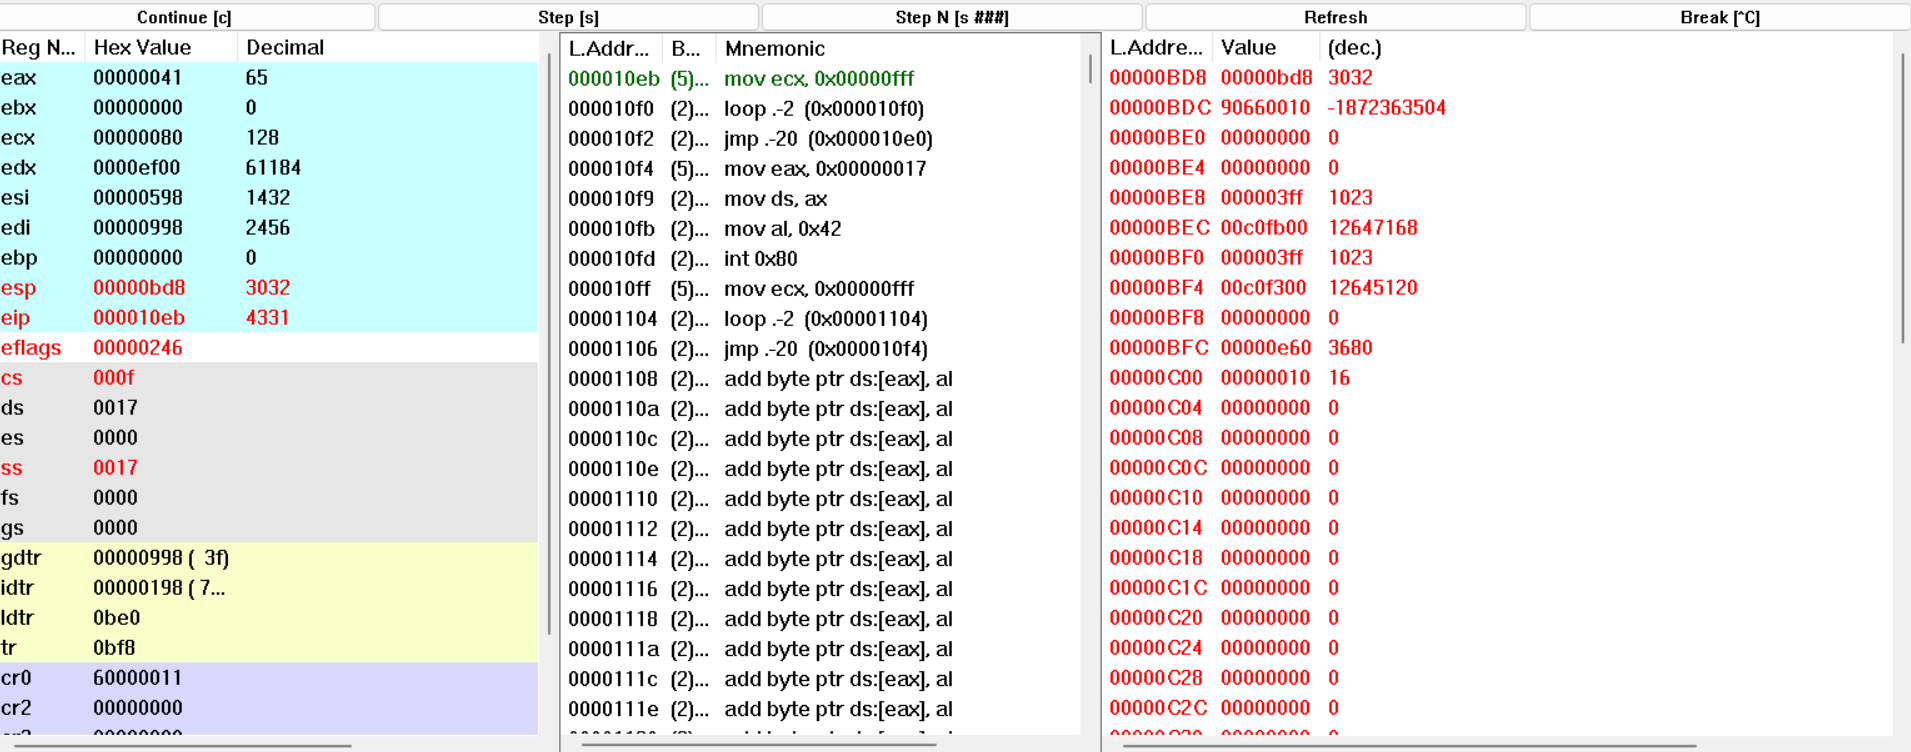 Continue [c] Step [s] Step N [s ###] Refresh Break [^C]
Reg N... Hex Value Decimal L.Addr... B... Mnemonic L.Addre... Value (dec.)
eax 00000041 65 000010eb (5)... mov ecx, 0x00000fff 00000BD8 00000bd8 3032
ebx 00000000 0 000010f0 (2)... loop .-2 (0x000010f0) 00000BDC 90660010 -1872363504
ecx 00000080 128 000010f2 (2)... jmp .-20 (0x000010e0) 00000BE0 00000000 0
edx 0000ef00 61184 000010f4 (5)... mov eax, 0x00000017 00000BE4 00000000 0
esi 00000598 1432 000010f9 (2)... mov ds, ax 00000BE8 000003ff 1023
edi 00000998 2456 000010fb (2)... mov al, 0x42 00000BEC 00c0fb00 12647168
ebp 00000000 0 000010fd (2)... int 0x80 00000BF0 000003ff 1023
esp 00000bd8 3032 000010ff (5)... mov ecx, 0x00000fff 00000BF4 00c0f300 12645120
eip 000010eb 4331 00001104 (2)... loop .-2 (0x00001104) 00000BF8 00000000 0
eflags 00000246 00001106 (2)... jmp .-20 (0x000010f4) 00000BFC 00000e60 3680
cs 000f 00001108 (2)... add byte ptr ds:[eax], al 00000C00 00000010 16
ds 0017 0000110a (2)... add byte ptr ds:[eax], al 00000C04 00000000 0
es 0000 0000110c (2)... add byte ptr ds:[eax], al 00000C08 00000000 0
ss 0017 0000110e (2)... add byte ptr ds:[eax], al 00000C0C 00000000 0
fs 0000 00001110 (2)... add byte ptr ds:[eax], al 00000C10 00000000 0
gs 0000 00001112 (2)... add byte ptr ds:[eax], al 00000C14 00000000 0
gdtr 00000998 ( 3f) 00001114 (2)... add byte ptr ds:[eax], al 00000C18 00000000 0
idtr 00000198 ( 7... 00001116 (2)... add byte ptr ds:[eax], al 00000C1C 00000000 0
ldtr 0be0 00001118 (2)... add byte ptr ds:[eax], al 00000C20 00000000 0
tr 0bf8 0000111a (2)... add byte ptr ds:[eax], al 00000C24 00000000 0
cr0 60000011 0000111c (2)... add byte ptr ds:[eax], al 00000C28 00000000 0
cr2 00000000 0000111e (2)... add byte ptr ds:[eax], al 00000C2C 00000000 0